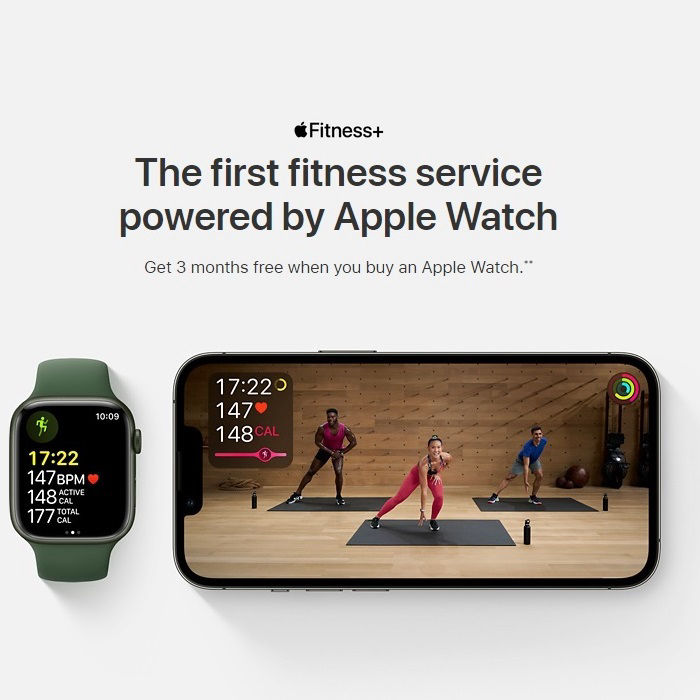 Fitness+
The first fitness service
powered by Apple Watch
Get 3 months free when you buy an Apple Watch.**
10:09
17:22
147BPM
148 ACTIVE CAL
177 TOTAL CAL
17:22
147
148CAL